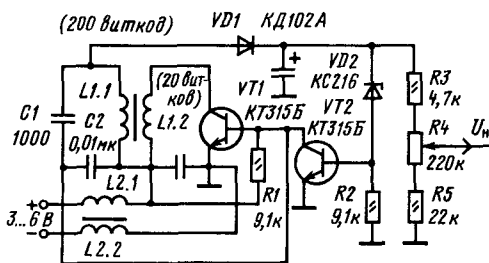 (200 витков)
VD1 КД102А
+
VD2
КС216
L1.1
(20 вит-
ков)
VT1
КТ315Б
VT2
КТ315Б
R3
4,7к
C1
1000
C2
0,01мк
L1.2
R4
220к
Uн
+
3...6 В
−
L2.1
L2.2
R1
9,1к
R2
9,1к
R5
22к